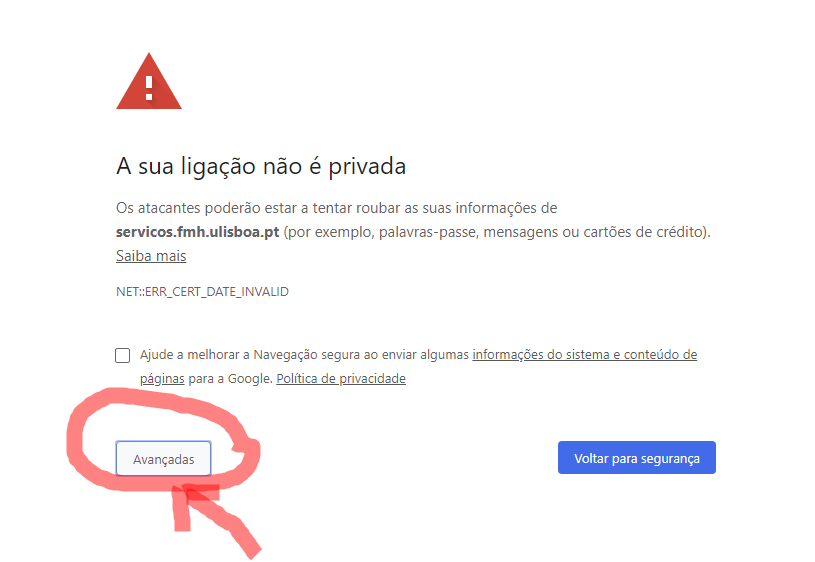 A sua ligação não é privada
Os atacantes poderão estar a tentar roubar as suas informações de
servicos.fmh.ulisboa.pt (por exemplo, palavras-passe, mensagens ou cartões de crédito).
Saiba mais
NET::ERR_CERT_DATE_INVALID
Ajude a melhorar a Navegação segura ao enviar algumas informações do sistema e conteúdo de
páginas para a Google. Política de privacidade
Avançadas
Voltar para segurança